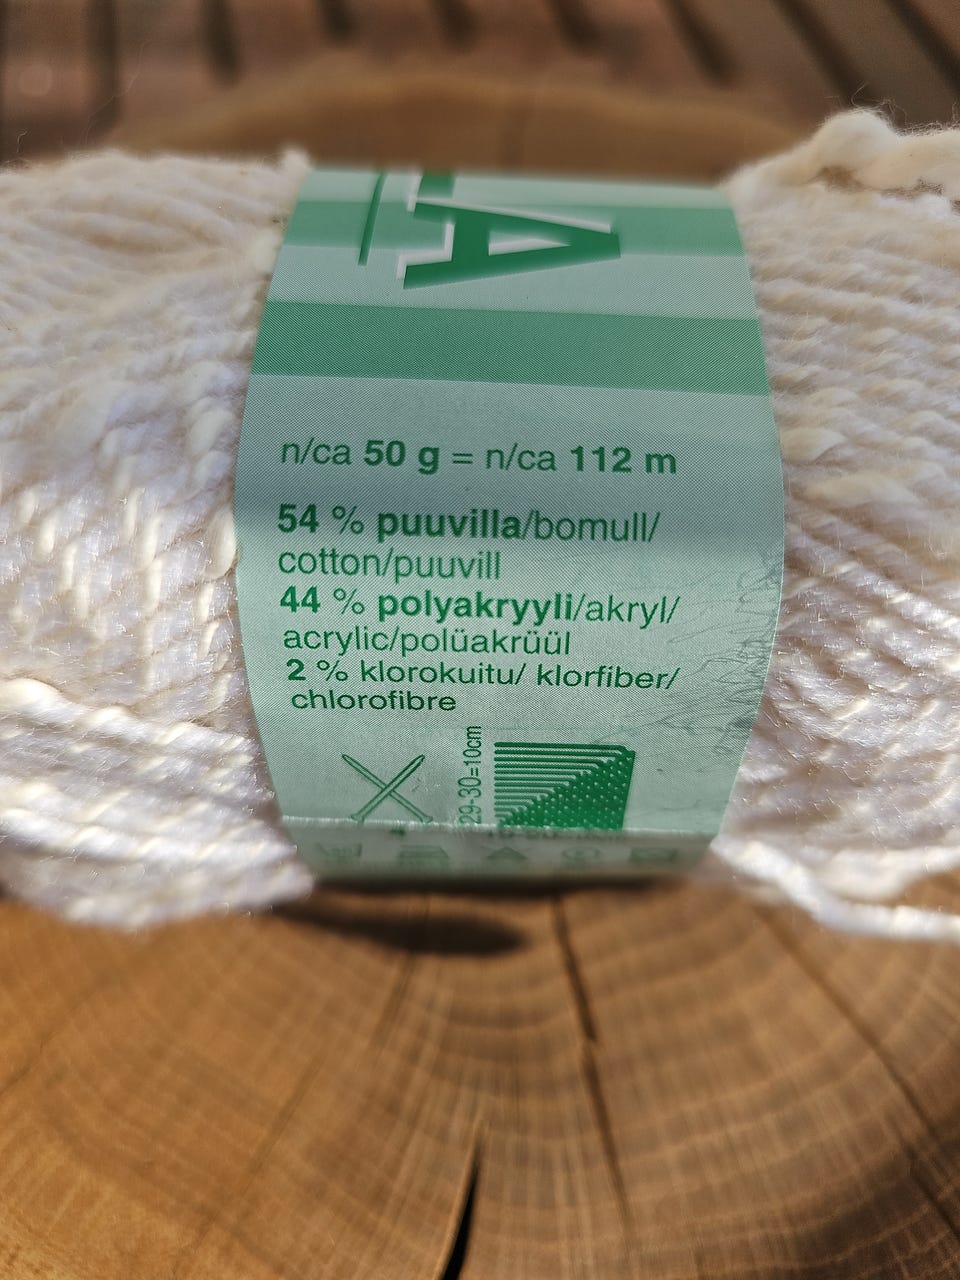 A
n/ca 50 g = n/ca 112 m
54 % puuvilla/bomull/
cotton/puuvill
44 % polyakryyli/akryl/
acrylic/polüakrüül
2 % klorokuitu/ klorfiber/
chlorofibre
29-30=10cm